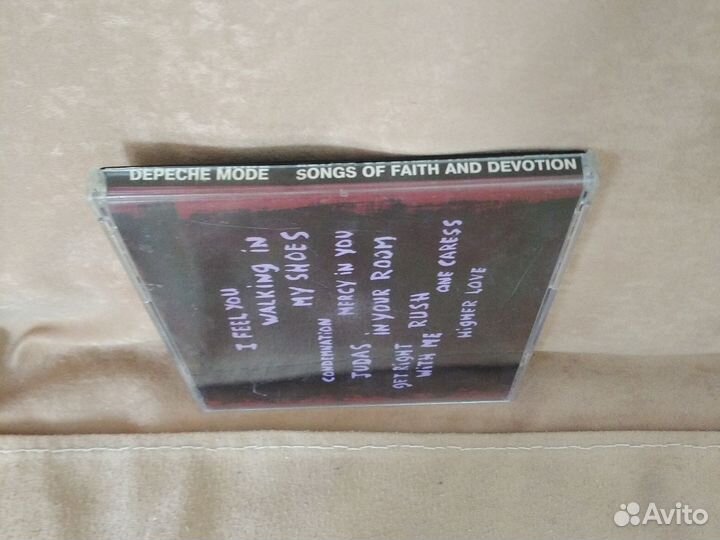 DEPECHE MODE SONGS OF FAITH AND DEVOTION
I FEEL YOU
WALKING iN
MY SHOES
CONDEMNATION
MERCY iN YOU
JUDAS
iN YOUR ROOM
gET RiGHT
WiTH ME
RUSH
ONE CARESS
HiGHER LOVE
Avito